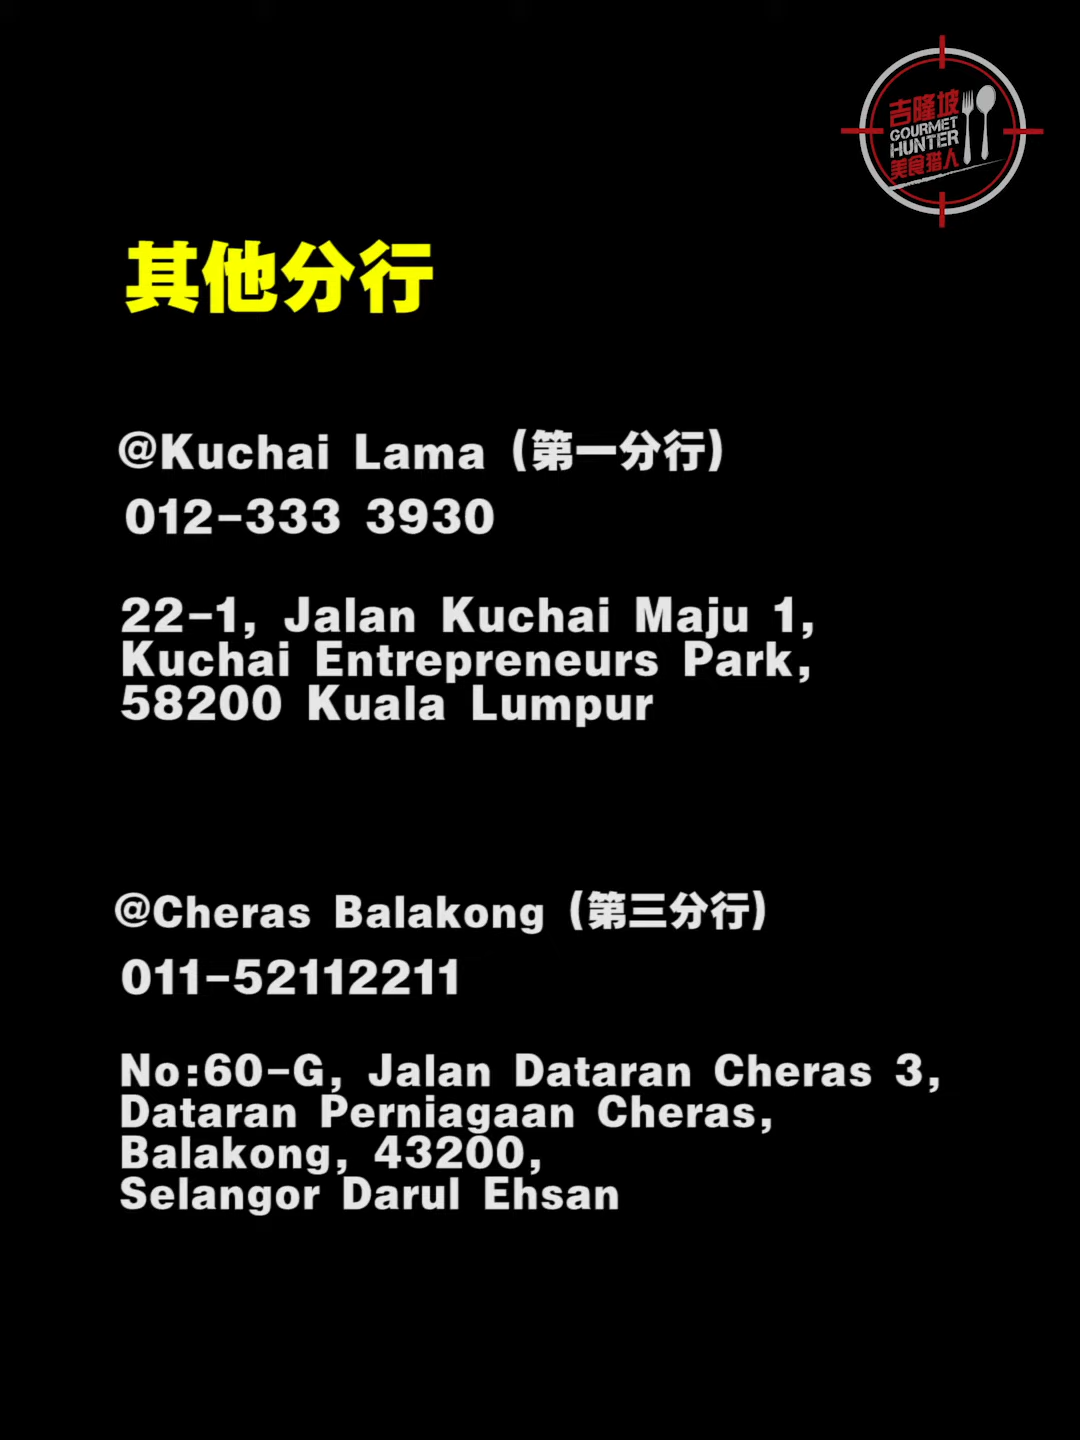 吉隆坡
GOURMET
HUNTER
美食猎人
其他分行
@Kuchai Lama (第一分行)
012-333 3930
22-1, Jalan Kuchai Maju 1,
Kuchai Entrepreneurs Park,
58200 Kuala Lumpur
@Cheras Balakong (第三分行)
011-52112211
No:60-G, Jalan Dataran Cheras 3,
Dataran Perniagaan Cheras,
Balakong, 43200,
Selangor Darul Ehsan